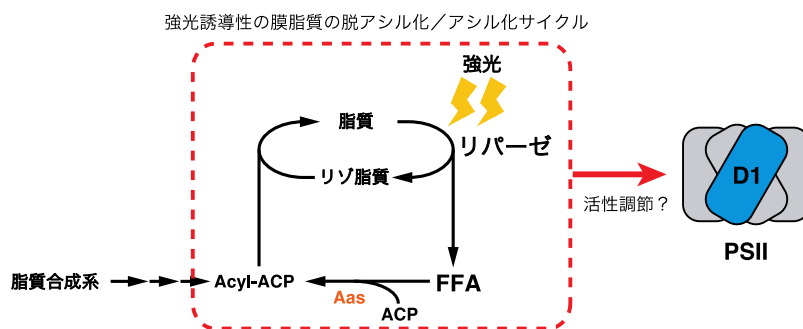 強光誘導性の膜脂質の脱アシル化／アシル化サイクル
強光
脂質
リパーゼ
リゾ脂質
D1
活性調節？
PSII
脂質合成系
Acyl-ACP
FFA
Aas
ACP